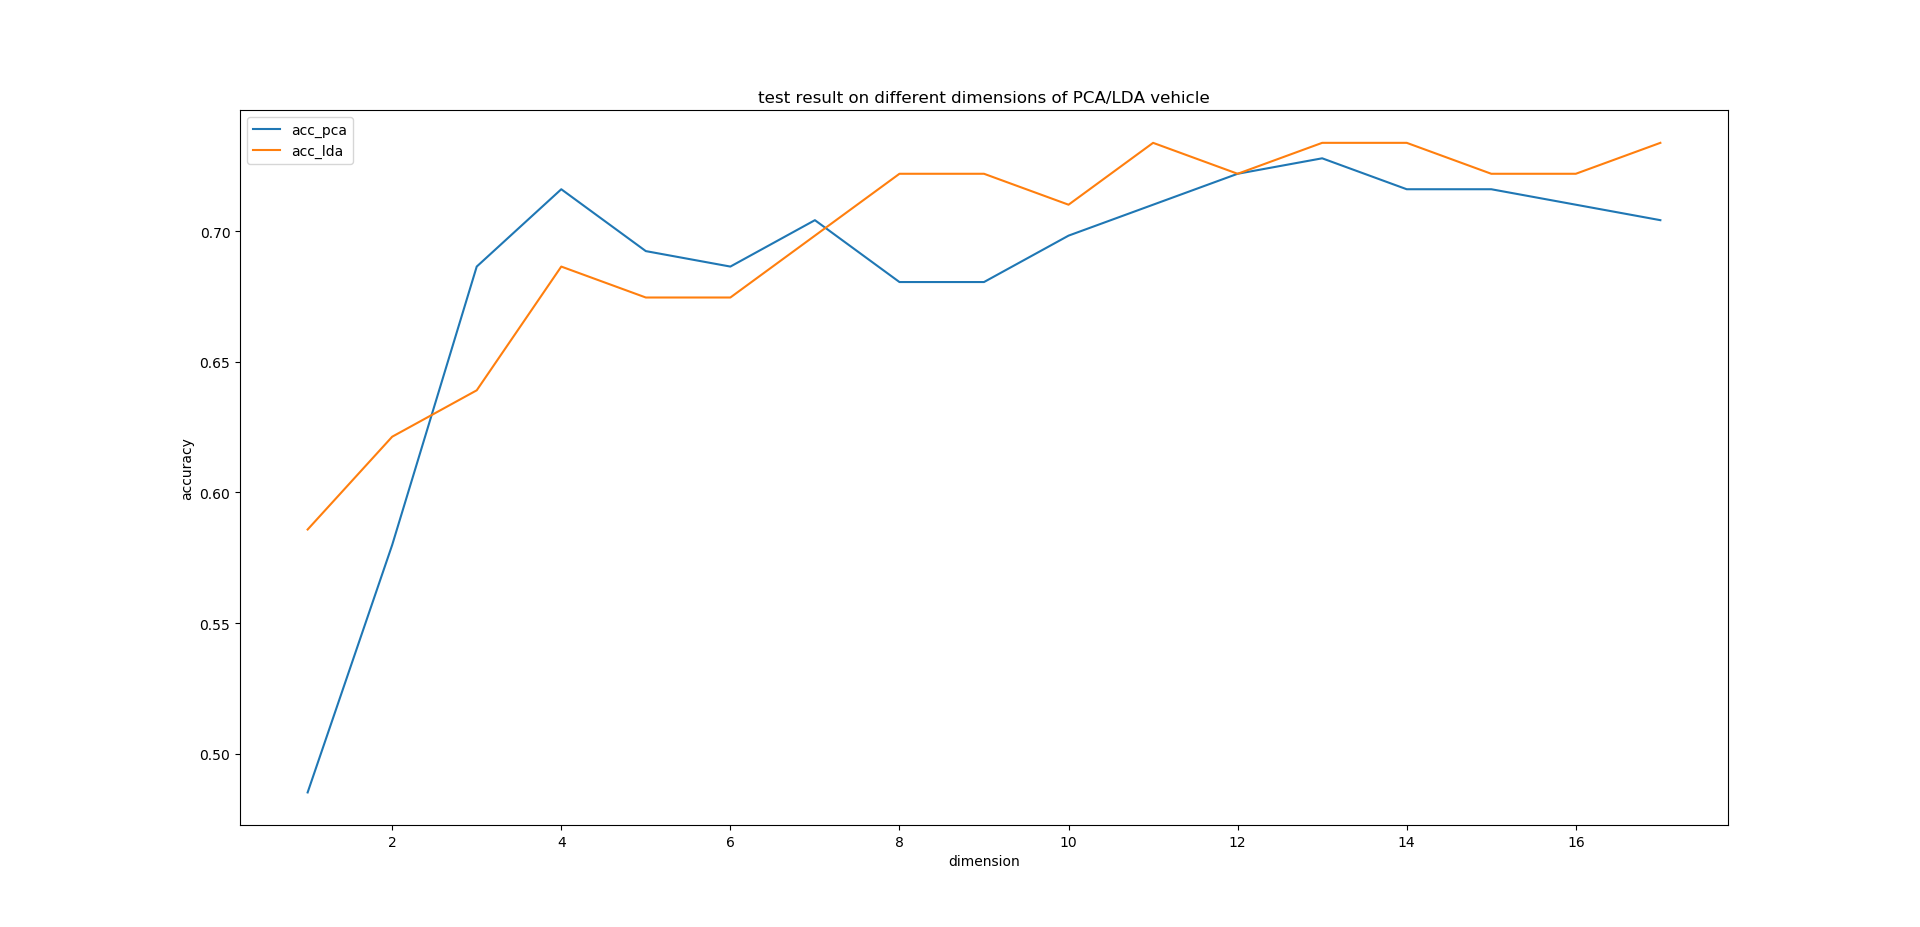 test result on different dimensions of PCA/LDA vehicle
acc_pca
acc_lda
0.70
0.65
0.60
0.55
0.50
accuracy
2 4 6 8 10 12 14 16
dimension